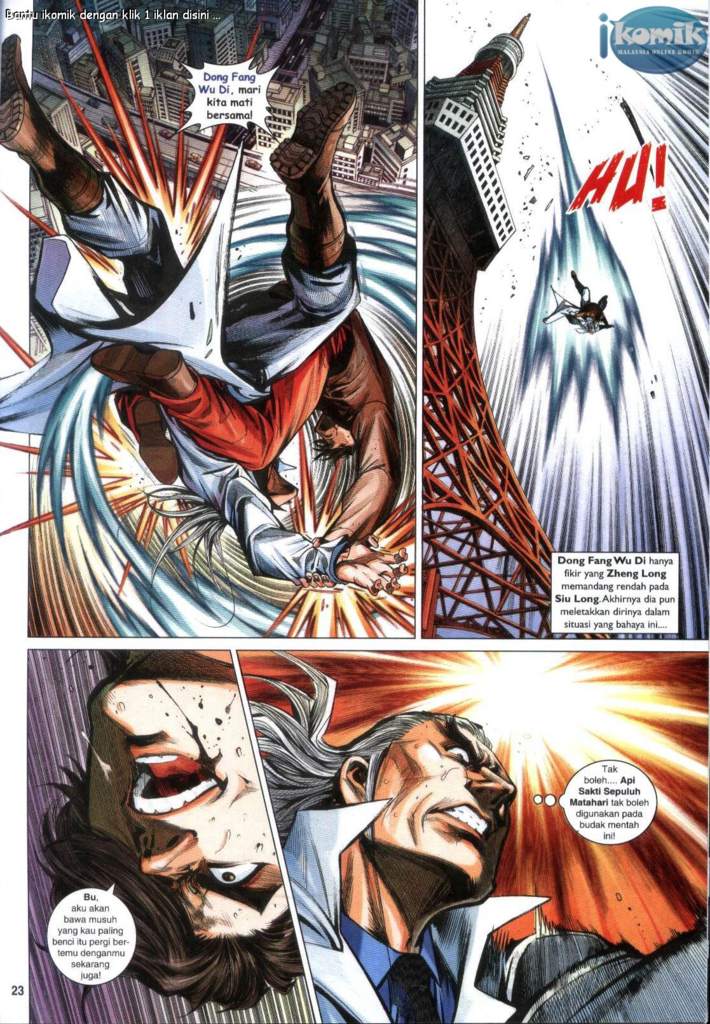 Bantu ikomik dengan klik 1 iklan disini ...
ikomik
MALAYSIA ONLINE KOMIK
Dong Fang
Wu Di, mari
kita mati
bersama!
HU!
Dong Fang Wu Di hanya
fikir yang Zheng Long
memandang rendah pada
Siu Long. Akhirnya dia pun
meletakkan dirinya dalam
situasi yang bahaya ini....
Bu,
aku akan
bawa musuh
yang kau paling
benci itu pergi ber-
temu denganmu
sekarang
juga!
Tak
boleh.... Api
Sakti Sepuluh
Matahari tak boleh
digunakan pada
budak mentah
ini!
23